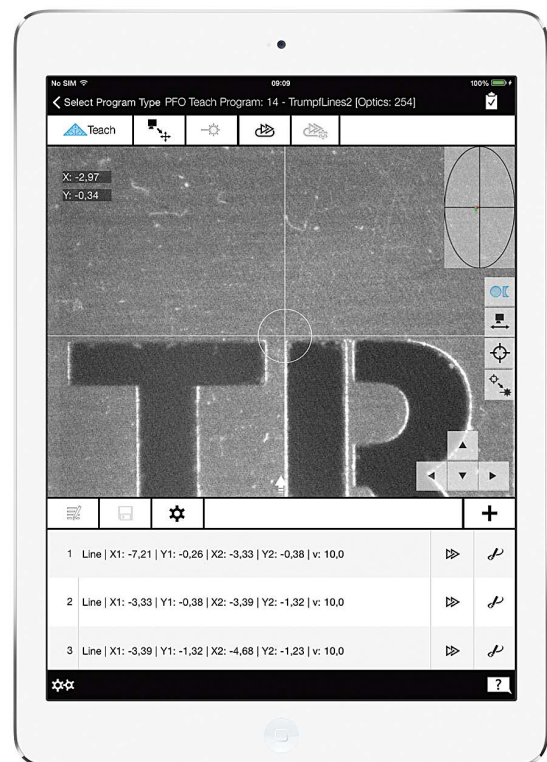 No SIM 09:09 100%
Select Program Type PFO Teach Program: 14 - TrumpfLines2 [Optics: 254]
Teach
X: -2,97
Y: -0,34
TR
1 Line | X1: -7,21 | Y1: -0,26 | X2: -3,33 | Y2: -0,38 | v: 10,0
2 Line | X1: -3,33 | Y1: -0,38 | X2: -3,39 | Y2: -1,32 | v: 10,0
3 Line | X1: -3,39 | Y1: -1,32 | X2: -4,68 | Y2: -1,23 | v: 10,0
?